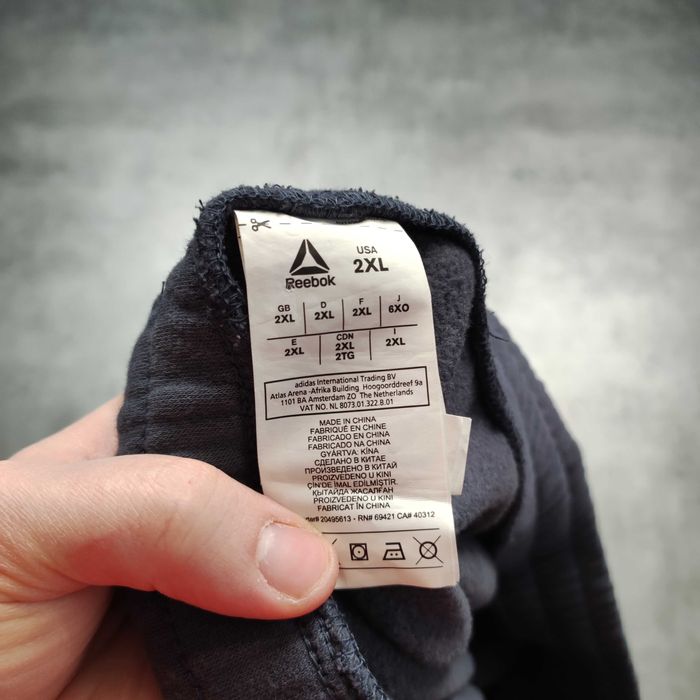 Reebok
USA
2XL
GB D F J
2XL 2XL 2XL 6XO
E CDN I
2XL 2XL 2XL
2TG
adidas International Trading BV
Atlas Arena -Afrika Building Hoogoorddreef 9a
1101 BA Amsterdam ZO The Netherlands
VAT NO. NL 8073.01.322.B.01
MADE IN CHINA
FABRIQUÉ EN CHINE
FABRICADO EN CHINA
FABRICADO NA CHINA
GYÁRTVA: KÍNA
СДЕЛАНО В КИТАЕ
ПРОИЗВЕДЕНО В КИТАЙ
PROIZVEDENO U KINI
ÇİN'DE İMAL EDİLMİŞTİR.
ҚЫТАЙДА ЖАСАЛҒАН
PROIZVEDENO U KINI
FABRICAT ÎN CHINA
20495613 - RN# 69421 CA# 40312